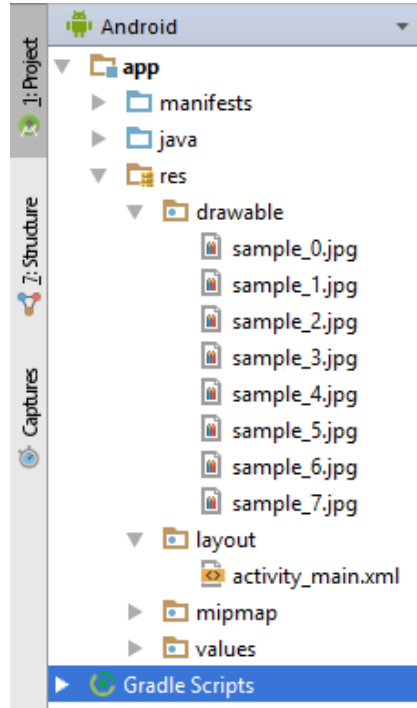 Android
1: Project
app
manifests
java
res
drawable
sample_0.jpg
sample_1.jpg
sample_2.jpg
sample_3.jpg
sample_4.jpg
sample_5.jpg
sample_6.jpg
sample_7.jpg
layout
activity_main.xml
mipmap
values
Gradle Scripts
7: Structure
Captures